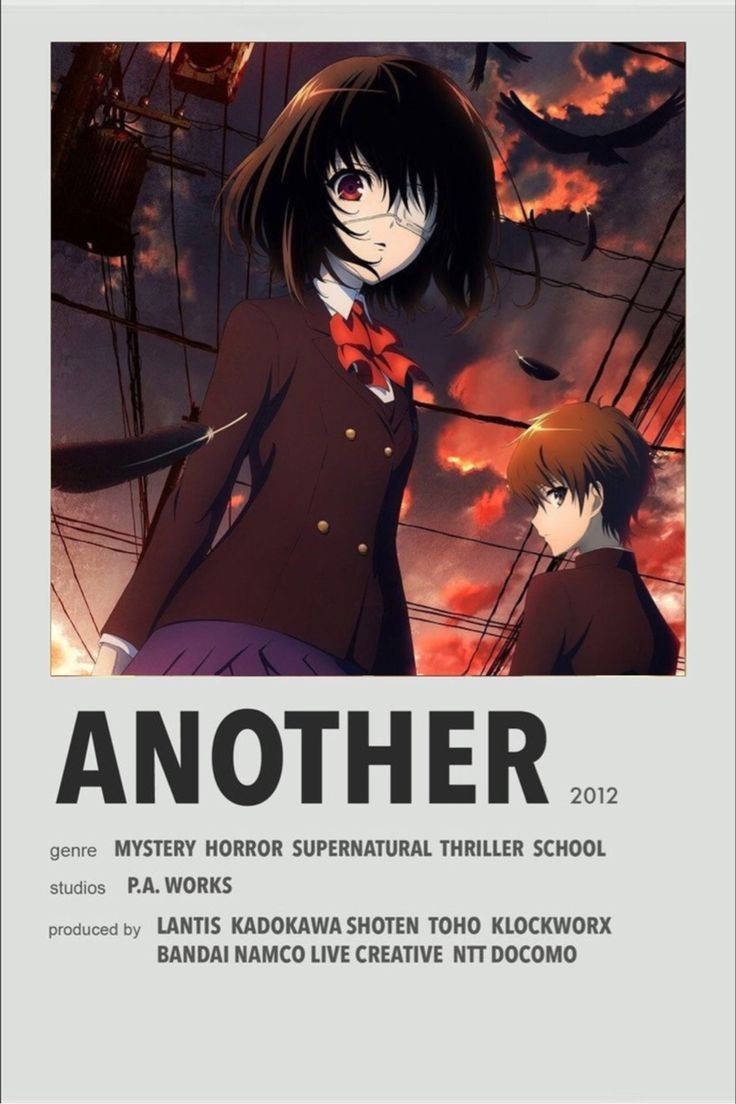 ANOTHER 2012
genre MYSTERY HORROR SUPERNATURAL THRILLER SCHOOL
studios P.A. WORKS
produced by LANTIS KADOKAWA SHOTEN TOHO KLOCKWORX
BANDAI NAMCO LIVE CREATIVE NTT DOCOMO